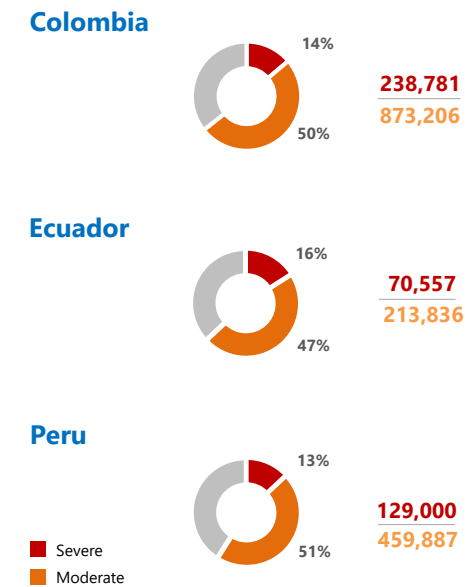 Colombia
14%
238,781
873,206
50%
Ecuador
16%
70,557
213,836
47%
Peru
13%
129,000
459,887
51%
Severe
Moderate